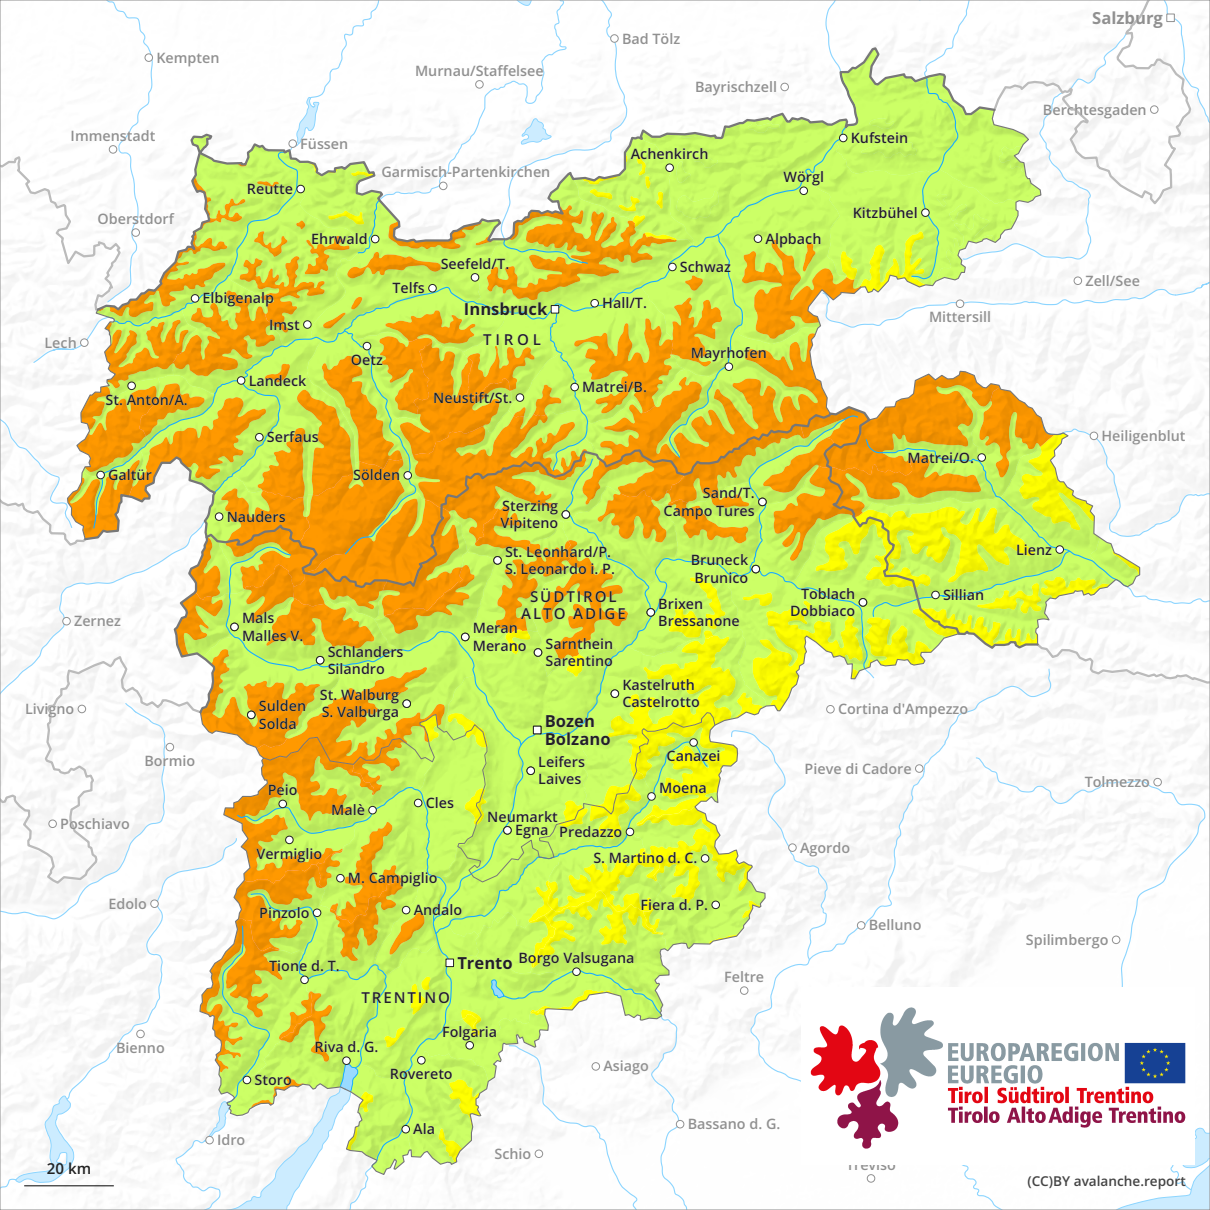 Salzburg
Bad Tölz
Kempten
Murnau/Staffelsee
Bayrischzell
Berchtesgaden
Immenstadt
Füssen
Kufstein
Achenkirch
Garmisch-Partenkirchen
Wörgl
Reutte
Oberstdorf
Kitzbühel
Ehrwald
Alpbach
Seefeld/T.
Schwaz
Zell/See
Telfs
Elbigenalp
Hall/T.
Innsbruck
Mittersill
Imst
TIROL
Lech
Oetz
Mayrhofen
Landeck
Matrei/B.
St. Anton/A.
Neustift/St.
Serfaus
Heiligenblut
Matrei/O.
Galtür
Sölden
Sand/T.
Campo Tures
Sterzing
Vipiteno
Nauders
St. Leonhard/P.
S. Leonardo i. P.
Lienz
Bruneck
Brunico
SÜDTIROL
ALTO ADIGE
Toblach
Dobbiaco
Sillian
Brixen
Bressanone
Zernez
Mals
Malles V.
Meran
Merano
Sarnthein
Sarentino
Schlanders
Silandro
Kastelruth
Castelrotto
St. Walburg
S. Valburga
Sulden
Solda
Livigno
Cortina d'Ampezzo
Bozen
Bolzano
Bormio
Canazei
Leifers
Laives
Pieve di Cadore
Tolmezzo
Peio
Moena
Malè
Cles
Neumarkt
Egna
Predazzo
Poschiavo
Vermiglio
Agordo
S. Martino d. C.
M. Campiglio
Edolo
Pinzolo
Andalo
Fiera d. P.
Belluno
Spilimbergo
Trento
Borgo Valsugana
Tione d. T.
Feltre
TRENTINO
Folgaria
Bienno
Riva d. G.
Rovereto
Asiago
Storo
EUROPAREGION
EUREGIO
Tirol Südtirol Trentino
Tirolo Alto Adige Trentino
Ala
Bassano d. G.
Idro
Schio
Treviso
20 km
(CC)BY avalanche.report